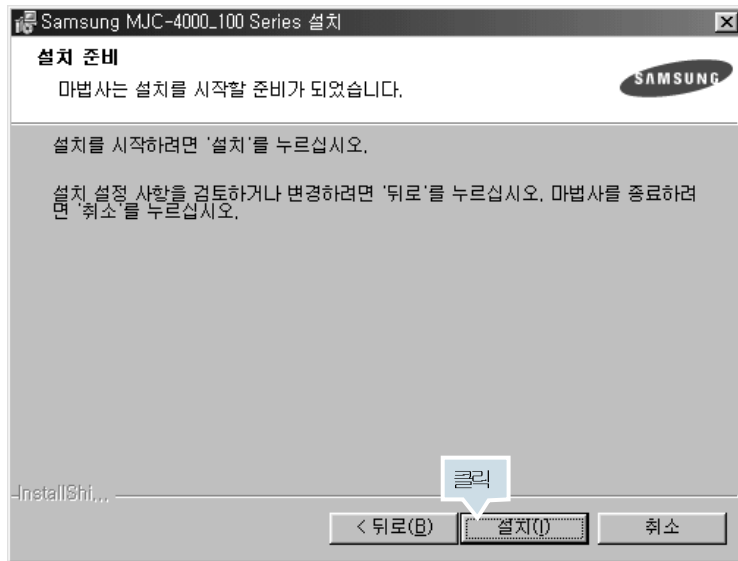 Samsung MJC-4000_100 Series 설치
설치 준비
마법사는 설치를 시작할 준비가 되었습니다.
SAMSUNG
설치를 시작하려면 '설치'를 누르십시오.
설치 설정 사항을 검토하거나 변경하려면 '뒤로'를 누르십시오. 마법사를 종료하려
면 '취소'를 누르십시오.
클릭
InstallShi...
< 뒤로(B)
설치(I)
취소